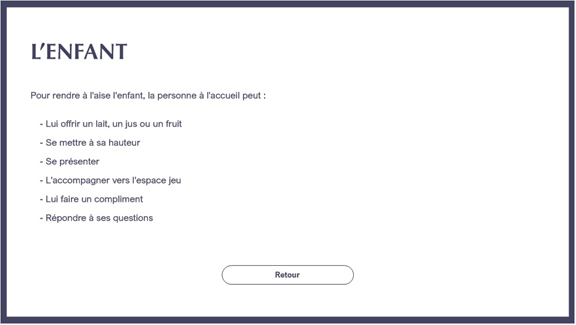 L'ENFANT
Pour rendre à l'aise l'enfant, la personne à l'accueil peut :
- Lui offrir un lait, un jus ou un fruit
- Se mettre à sa hauteur
- Se présenter
- L'accompagner vers l'espace jeu
- Lui faire un compliment
- Répondre à ses questions
Retour